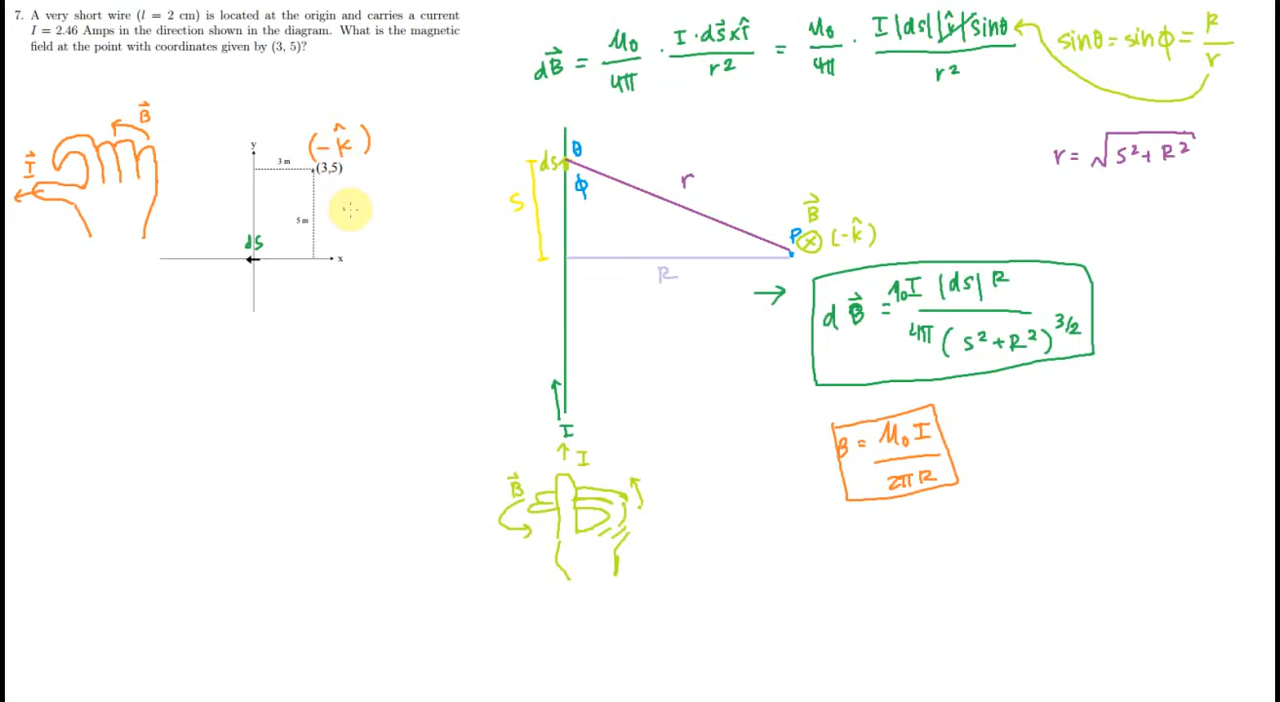 7. A very short wire (l = 2 cm) is located at the origin and carries a current
I = 2.46 Amps in the direction shown in the diagram. What is the magnetic
field at the point with coordinates given by (3, 5)?
dB⃗ = μ₀/4π · I·ds⃗×r̂/r² = μ₀/4π · I|ds||r̂|sinθ/r²
sinθ = sinϕ = R/r
r = √(s²+R²)
B⃗
I⃗
(-k̂)
y
3 m
(3,5)
5 m
ds
x
ds
θ
ϕ
S
r
R
P
B⃗
(-k̂)
→ dB⃗ = μ₀I |ds| R / 4π (s²+R²)^3/2
I
B = μ₀I / 2πR
I
B⃗